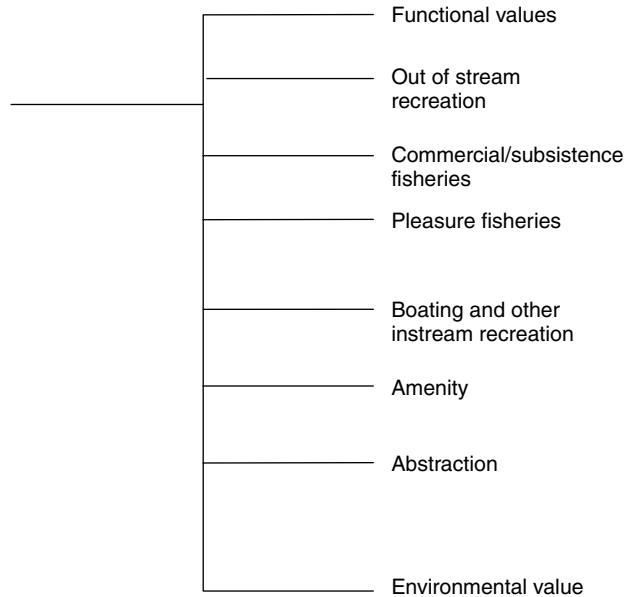 Functional values
Out of stream
recreation
Commercial/subsistence
fisheries
Pleasure fisheries
Boating and other
instream recreation
Amenity
Abstraction
Environmental value